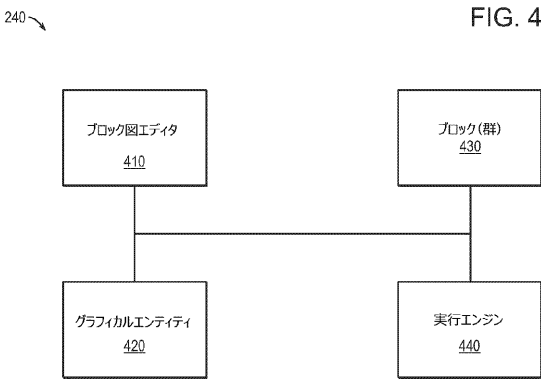 240
FIG. 4
ブロック図エディタ
410
ブロック(群)
430
グラフィカルエンティティ
420
実行エンジン
440